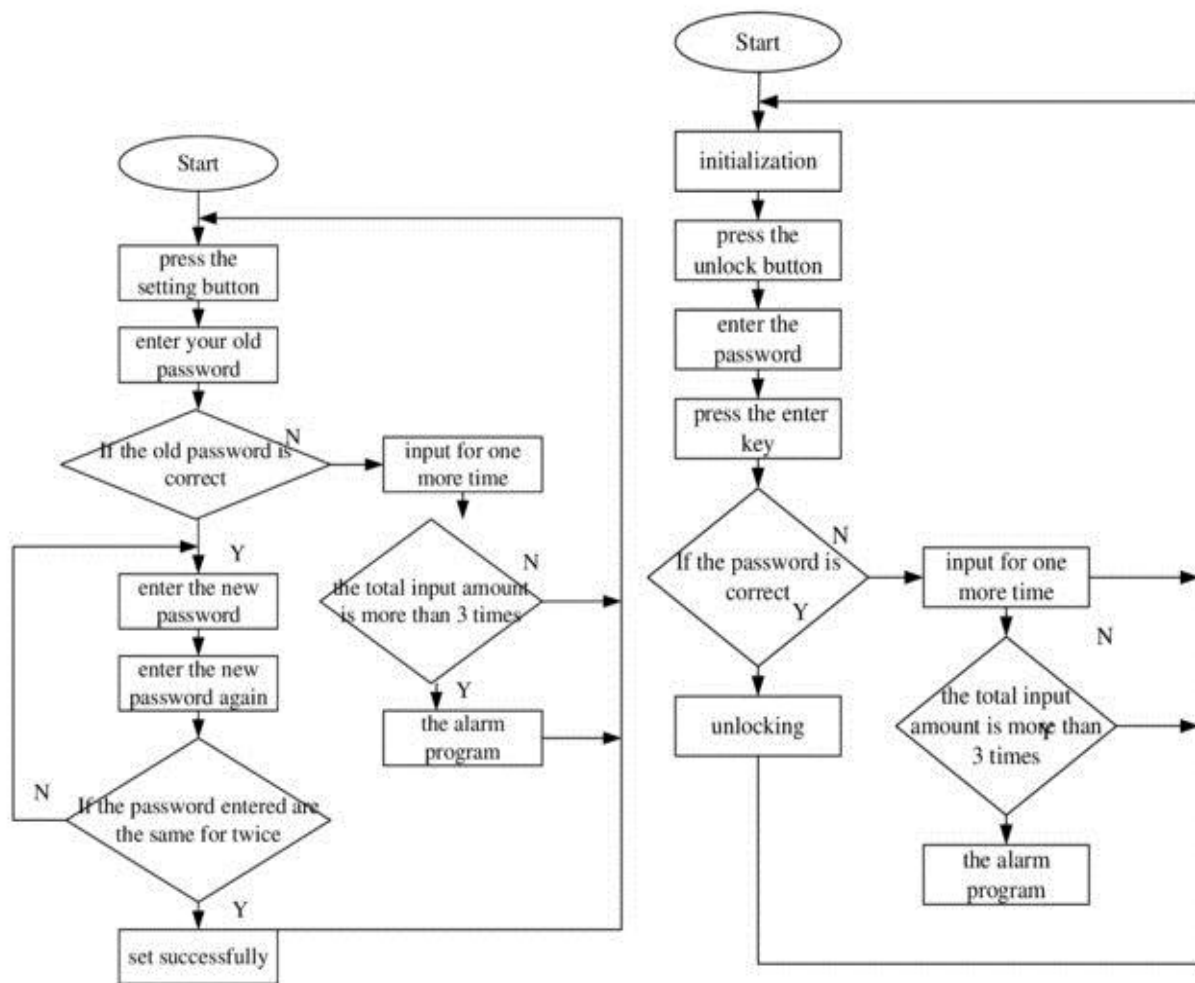 Start
press the
setting button
enter your old
password
If the old password is
correct
N
input for one
more time
Y
enter the new
password
the total input amount
is more than 3 times
N
enter the new
password again
Y
the alarm
program
If the password entered are
the same for twice
N
Y
set successfully
Start
initialization
press the
unlock button
enter the
password
press the enter
key
If the password is
correct
N
Y
input for one
more time
N
unlocking
the total input
amount is more than
3 times
Y
the alarm
program